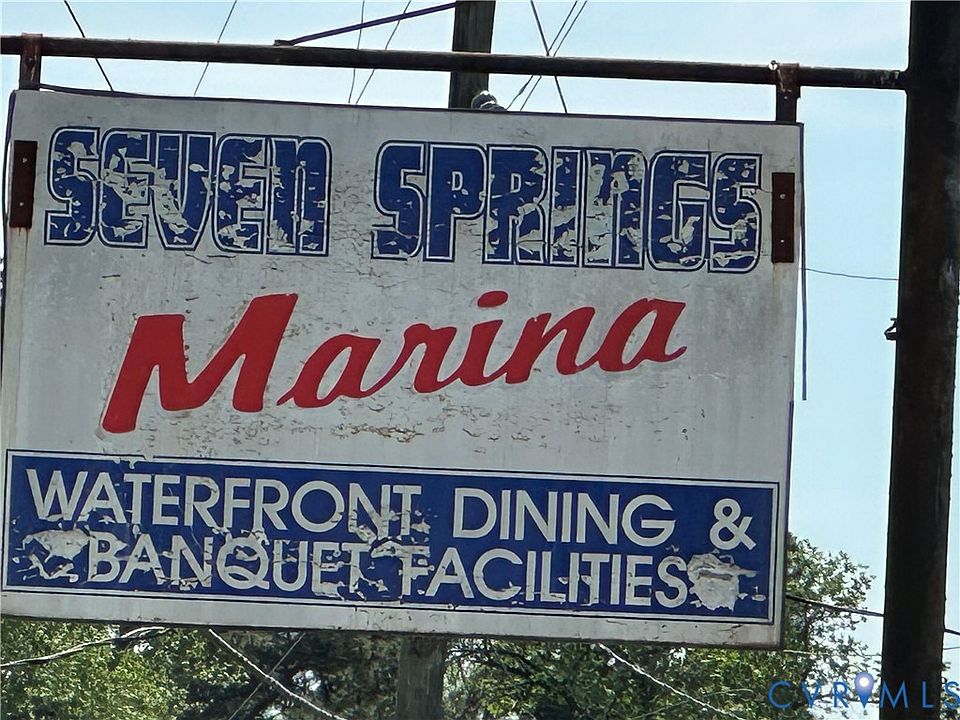 SEVEN SPRINGS
Marina
WATERFRONT DINING &
BANQUET FACILITIES
CVRMLS